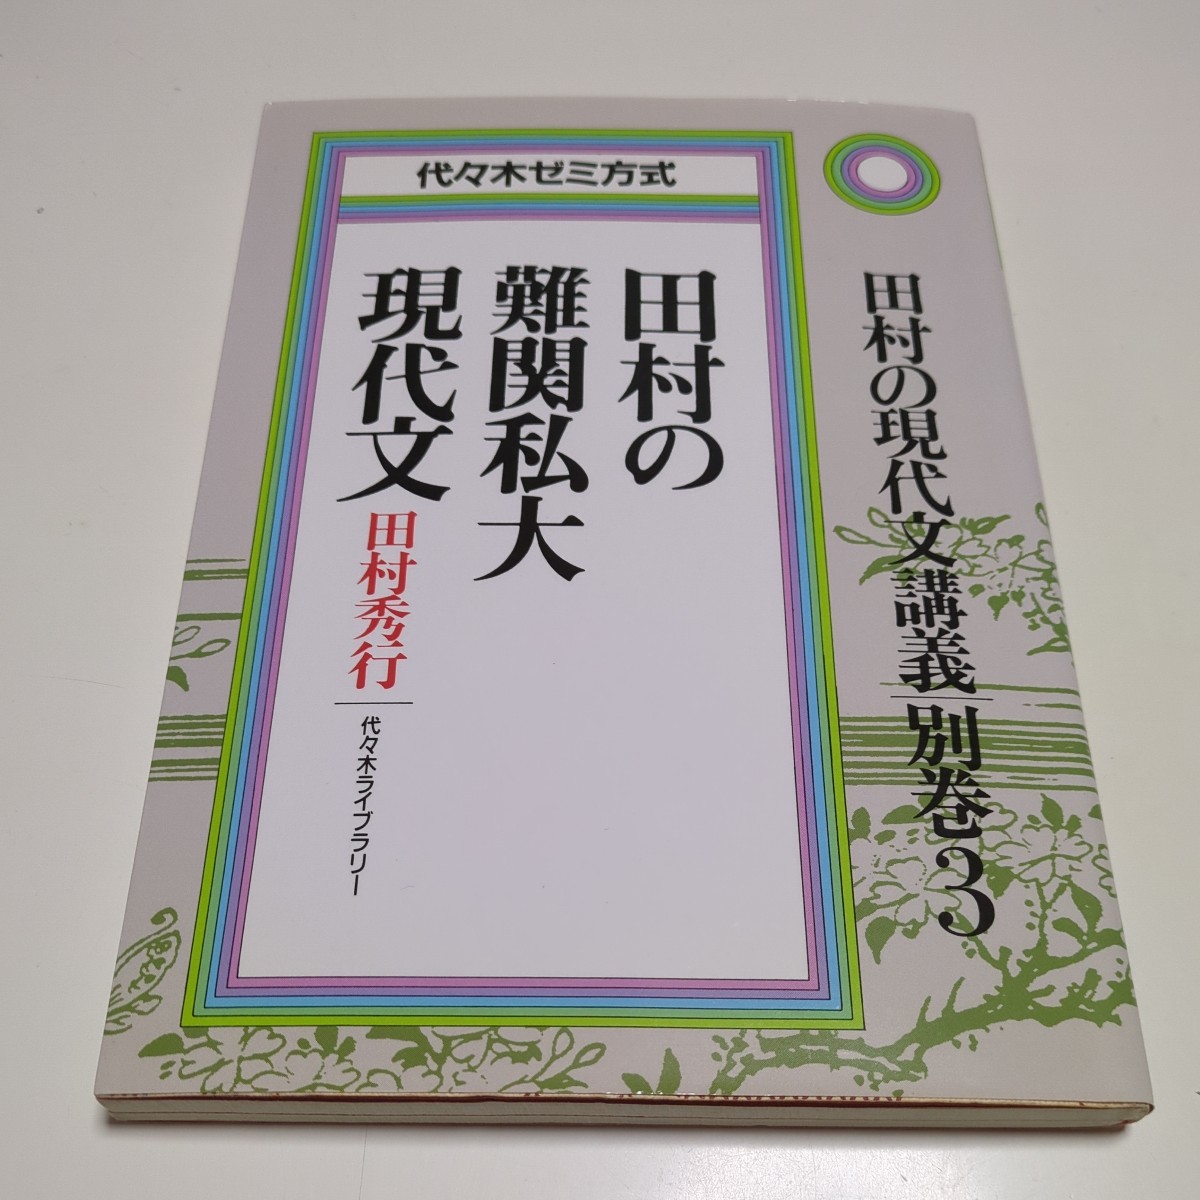 代々木ゼミ方式
田村の
難関私大
現代文
田村秀行
代々木ライブラリー
田村の現代文講義 別巻3